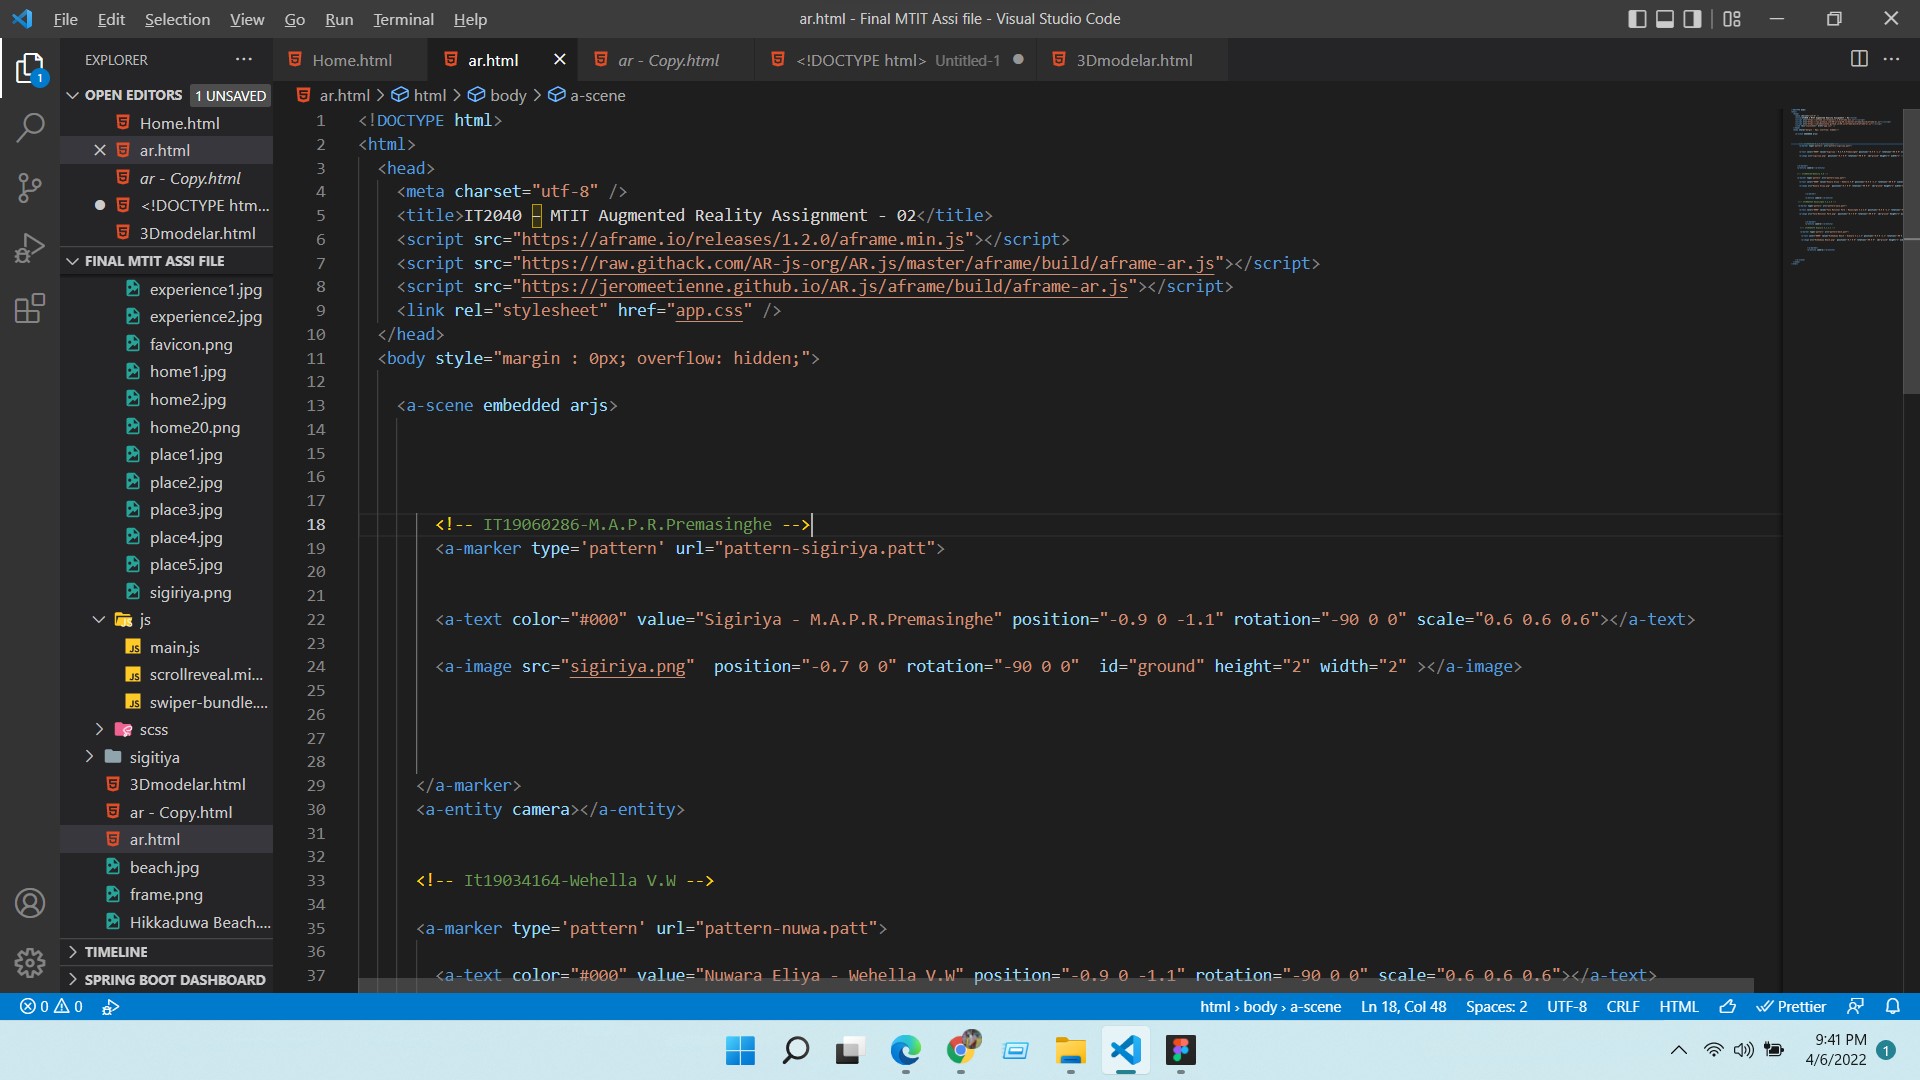 File Edit Selection View Go Run Terminal Help
ar.html - Final MTIT Assi file - Visual Studio Code
EXPLORER
Home.html
ar.html
ar - Copy.html
<!DOCTYPE html> Untitled-1
3Dmodelar.html
OPEN EDITORS 1 UNSAVED
Home.html
ar.html
ar - Copy.html
<!DOCTYPE htm...
3Dmodelar.html
FINAL MTIT ASSI FILE
experience1.jpg
experience2.jpg
favicon.png
home1.jpg
home2.jpg
home20.png
place1.jpg
place2.jpg
place3.jpg
place4.jpg
place5.jpg
sigiriya.png
js
main.js
scrollreveal.mi...
swiper-bundle....
scss
sigitiya
3Dmodelar.html
ar - Copy.html
ar.html
beach.jpg
frame.png
Hikkaduwa Beach....
TIMELINE
SPRING BOOT DASHBOARD
ar.html > html > body > a-scene
1 <!DOCTYPE html>
2 <html>
3 <head>
4 <meta charset="utf-8" />
5 <title>IT2040 – MTIT Augmented Reality Assignment - 02</title>
6 <script src="https://aframe.io/releases/1.2.0/aframe.min.js"></script>
7 <script src="https://raw.githack.com/AR-js-org/AR.js/master/aframe/build/aframe-ar.js"></script>
8 <script src="https://jeromeetienne.github.io/AR.js/aframe/build/aframe-ar.js"></script>
9 <link rel="stylesheet" href="app.css" />
10 </head>
11 <body style="margin : 0px; overflow: hidden;">
12
13 <a-scene embedded arjs>
14
15
16
17
18 <!-- IT19060286-M.A.P.R.Premasinghe -->
19 <a-marker type='pattern' url="pattern-sigiriya.patt">
20
21
22 <a-text color="#000" value="Sigiriya - M.A.P.R.Premasinghe" position="-0.9 0 -1.1" rotation="-90 0 0" scale="0.6 0.6 0.6"></a-text>
23
24 <a-image src="sigiriya.png" position="-0.7 0 0" rotation="-90 0 0" id="ground" height="2" width="2" ></a-image>
25
26
27
28
29 </a-marker>
30 <a-entity camera></a-entity>
31
32
33 <!-- It19034164-Wehella V.W -->
34
35 <a-marker type='pattern' url="pattern-nuwa.patt">
36
37 <a-text color="#000" value="Nuwara Eliya - Wehella V.W" position="-0.9 0 -1.1" rotation="-90 0 0" scale="0.6 0.6 0.6"></a-text>
0 0
html > body > a-scene Ln 18, Col 48 Spaces: 2 UTF-8 CRLF HTML Prettier
9:41 PM
4/6/2022
1